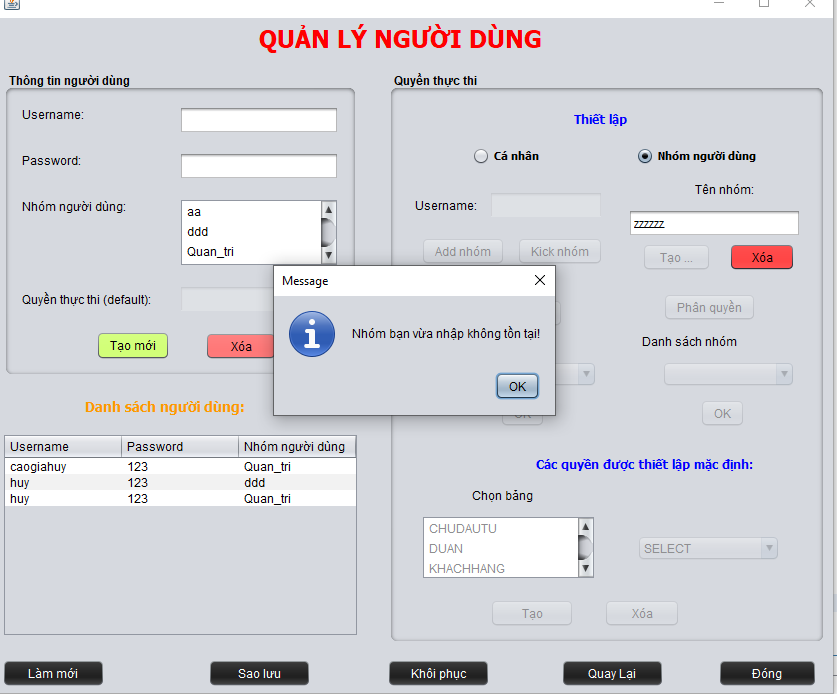 QUẢN LÝ NGƯỜI DÙNG
Thông tin người dùng
Username:
Password:
Nhóm người dùng:
aa
ddd
Quan_tri
Quyền thực thi (default):
Tạo mới
Xóa
Quyền thực thi
Thiết lập
Cá nhân
Nhóm người dùng
Tên nhóm:
Username:
zzzzzz
Add nhóm
Kick nhóm
Tạo ...
Xóa
Phân quyền
Danh sách nhóm
OK
OK
Message
Nhóm bạn vừa nhập không tồn tại!
OK
Danh sách người dùng:
Username Password Nhóm người dùng
caogiahuy 123 Quan_tri
huy 123 ddd
huy 123 Quan_tri
Các quyền được thiết lập mặc định:
Chọn bảng
CHUDAUTU
DUAN
KHACHHANG
SELECT
Tạo
Xóa
Làm mới
Sao lưu
Khôi phục
Quay Lại
Đóng